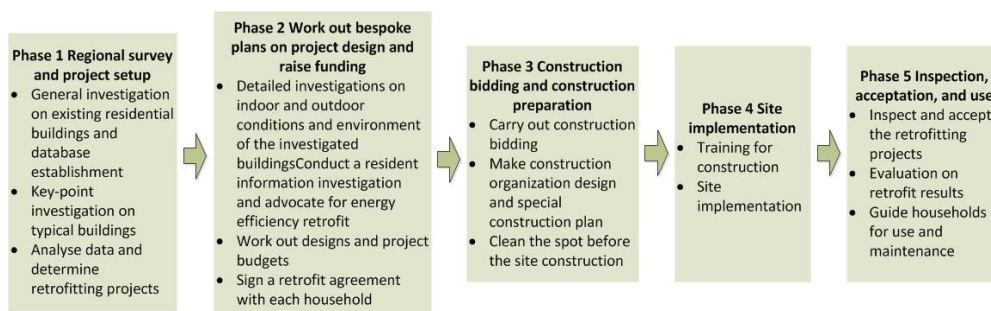 Phase 1 Regional survey
and project setup
• General investigation
on existing residential
buildings and
database
establishment
• Key-point
investigation on
typical buildings
• Analyse data and
determine
retrofitting projects
Phase 2 Work out bespoke
plans on project design and
raise funding
• Detailed investigations on
indoor and outdoor
conditions and environment
of the investigated
buildingsConduct a resident
information investigation
and advocate for energy
efficiency retrofit
• Work out designs and project
budgets
• Sign a retrofit agreement
with each household
Phase 3 Construction
bidding and construction
preparation
• Carry out construction
bidding
• Make construction
organization design
and special
construction plan
• Clean the spot before
the site construction
Phase 4 Site
implementation
• Training for
construction
• Site
implementation
Phase 5 Inspection,
acceptation, and use
• Inspect and accept
the retrofitting
projects
• Evaluation on
retrofit results
• Guide households
for use and
maintenance